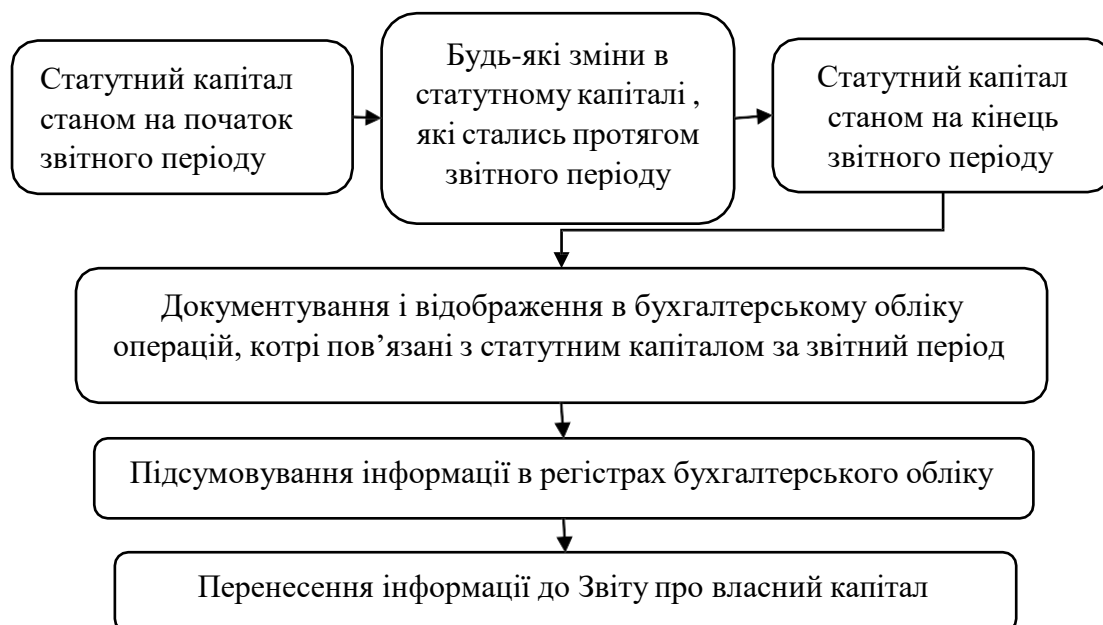 Статутний капітал
станом на початок
звітного періоду
Будь-які зміни в
статутному капіталі ,
які стались протягом
звітного періоду
Статутний капітал
станом на кінець
звітного періоду
Документування і відображення в бухгалтерському обліку
операцій, котрі пов’язані з статутним капіталом за звітний період
Підсумовування інформації в регістрах бухгалтерського обліку
Перенесення інформації до Звіту про власний капітал